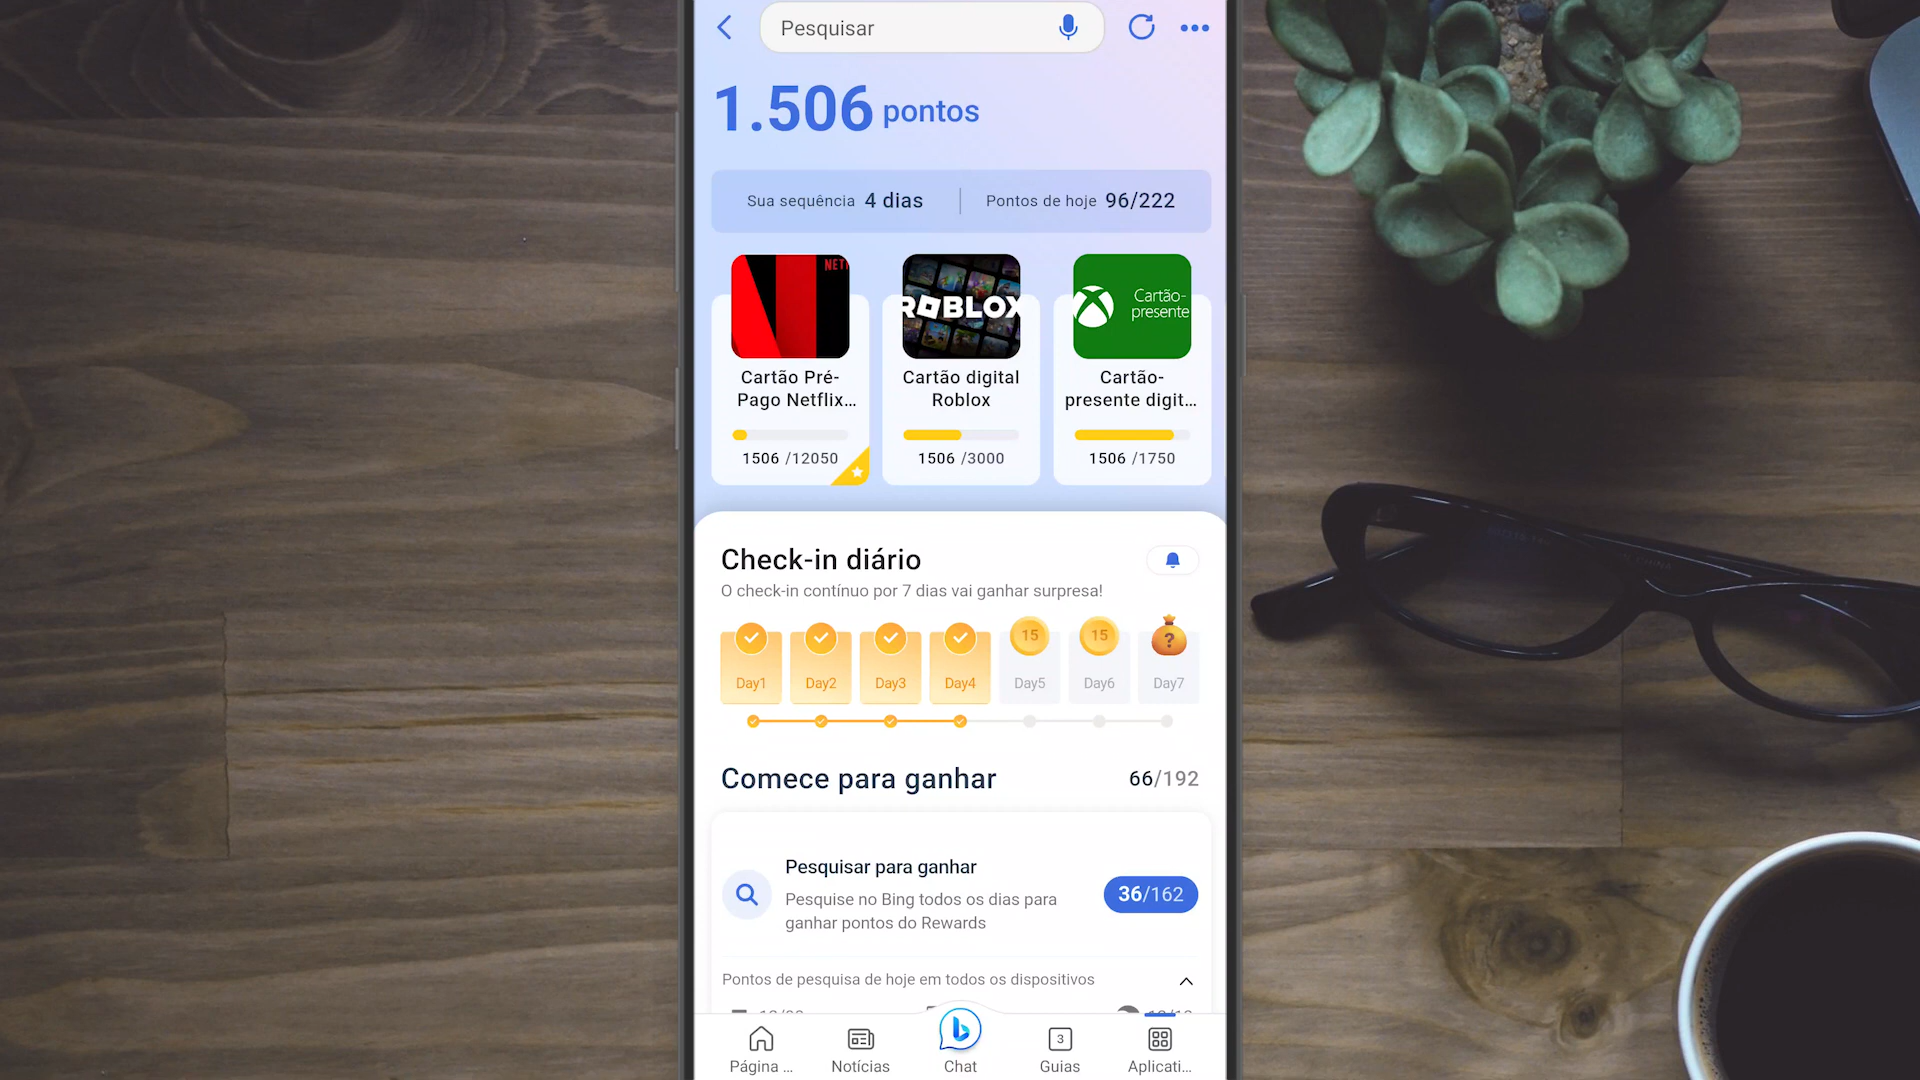 Pesquisar
1.506 pontos
Sua sequência 4 dias
Pontos de hoje 96/222
ROBLOX
Cartão-
presente
Cartão Pré-
Pago Netflix...
1506 /12050
Cartão digital
Roblox
1506 /3000
Cartão-
presente digit...
1506 /1750
Check-in diário
O check-in contínuo por 7 dias vai ganhar surpresa!
15
15
?
Day1
Day2
Day3
Day4
Day5
Day6
Day7
Comece para ganhar
66/192
Pesquisar para ganhar
Pesquise no Bing todos os dias para
ganhar pontos do Rewards
36/162
Pontos de pesquisa de hoje em todos os dispositivos
3
Página ...
Notícias
Chat
Guias
Aplicati...